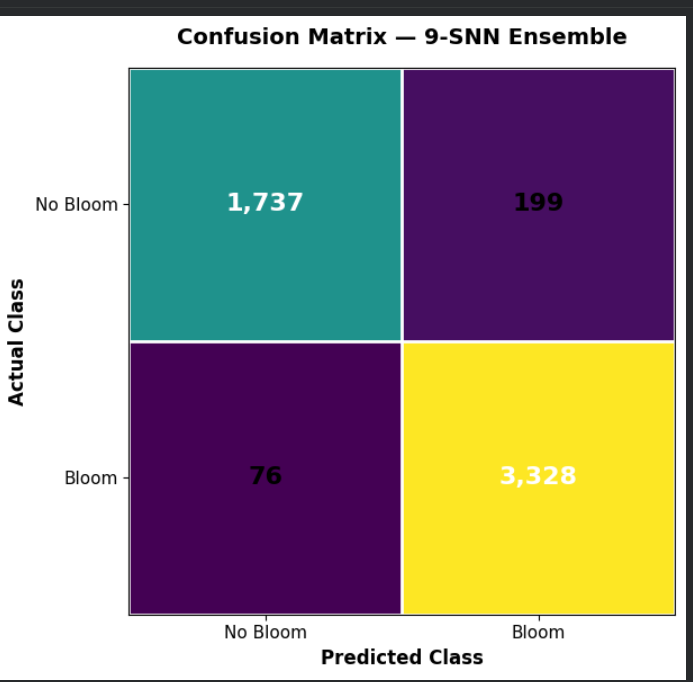 Confusion Matrix — 9-SNN Ensemble
Actual Class
No Bloom
1,737
199
Bloom
76
3,328
No Bloom
Bloom
Predicted Class